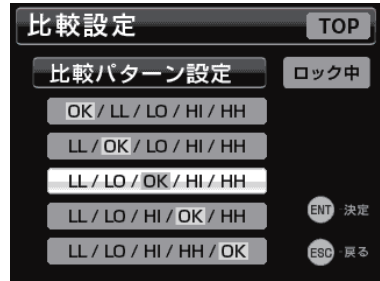 比較設定 TOP
比較パターン設定 ロック中
OK / LL / LO / HI / HH
LL / OK / LO / HI / HH
LL / LO / OK / HI / HH
LL / LO / HI / OK / HH
ENT 決定
LL / LO / HI / HH / OK
ESC 戻る